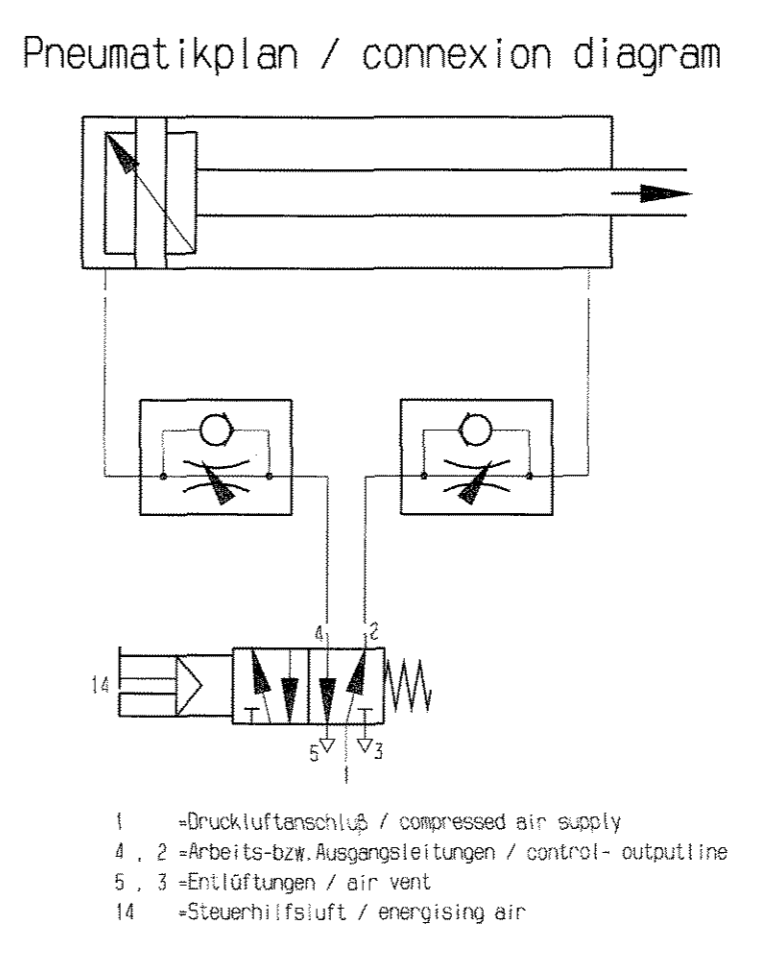 Pneumatikplan / connexion diagram
4 2
14
5 3
1
1 =Druckluftanschluß / compressed air supply
4 , 2 =Arbeits-bzw.Ausgangsleitungen / control- outputline
5 , 3 =Entlüftungen / air vent
14 =Steuerhilfsluft / energising air